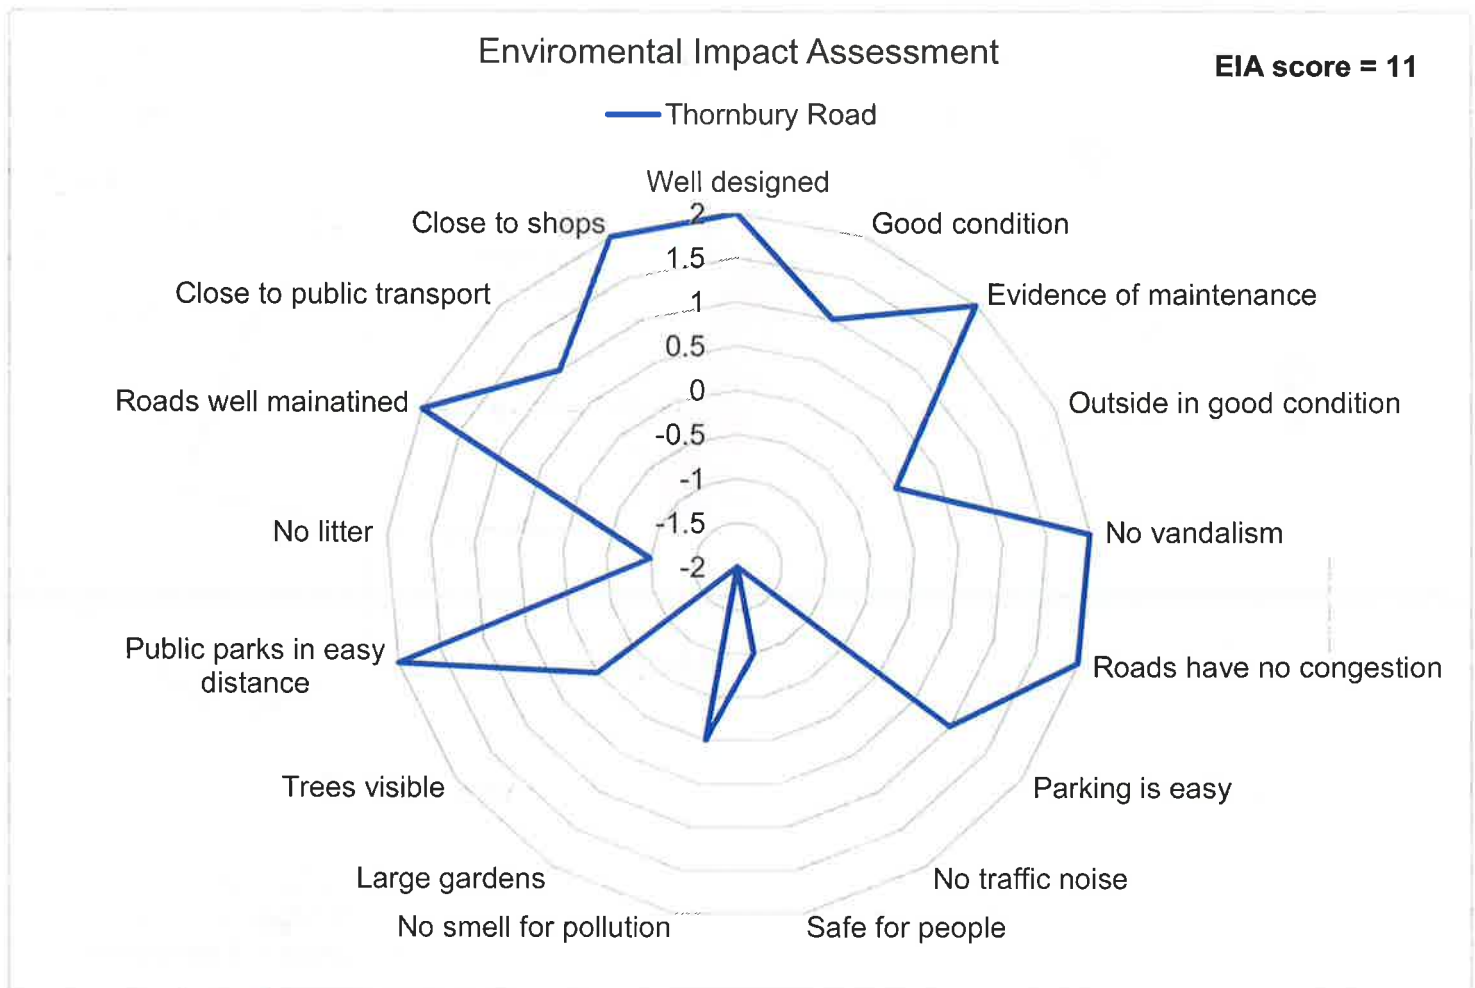 Enviromental Impact Assessment
EIA score = 11
Thornbury Road
Well designed
Good condition
Evidence of maintenance
Outside in good condition
No vandalism
Roads have no congestion
Parking is easy
No traffic noise
Safe for people
No smell for pollution
Large gardens
Trees visible
Public parks in easy
distance
No litter
Roads well mainatined
Close to public transport
Close to shops
2
1.5
1
0.5
0
-0.5
-1
-1.5
-2